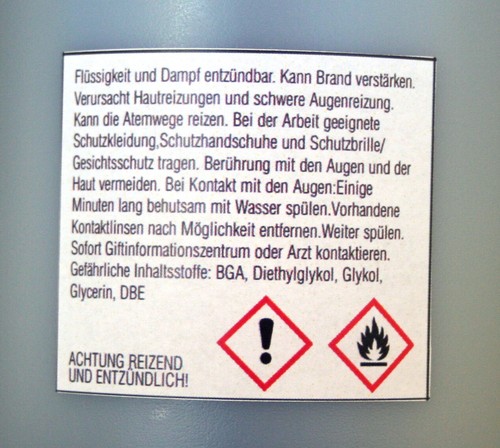 Flüssigkeit und Dampf entzündbar. Kann Brand verstärken.
Verursacht Hautreizungen und schwere Augenreizung.
Kann die Atemwege reizen. Bei der Arbeit geeignete
Schutzkleidung,Schutzhandschuhe und Schutzbrille/
Gesichtsschutz tragen. Berührung mit den Augen und der
Haut vermeiden. Bei Kontakt mit den Augen:Einige
Minuten lang behutsam mit Wasser spülen.Vorhandene
Kontaktlinsen nach Möglichkeit entfernen.Weiter spülen.
Sofort Giftinformationszentrum oder Arzt kontaktieren.
Gefährliche Inhaltsstoffe: BGA, Diethylglykol, Glykol,
Glycerin, DBE
ACHTUNG REIZEND
UND ENTZÜNDLICH!